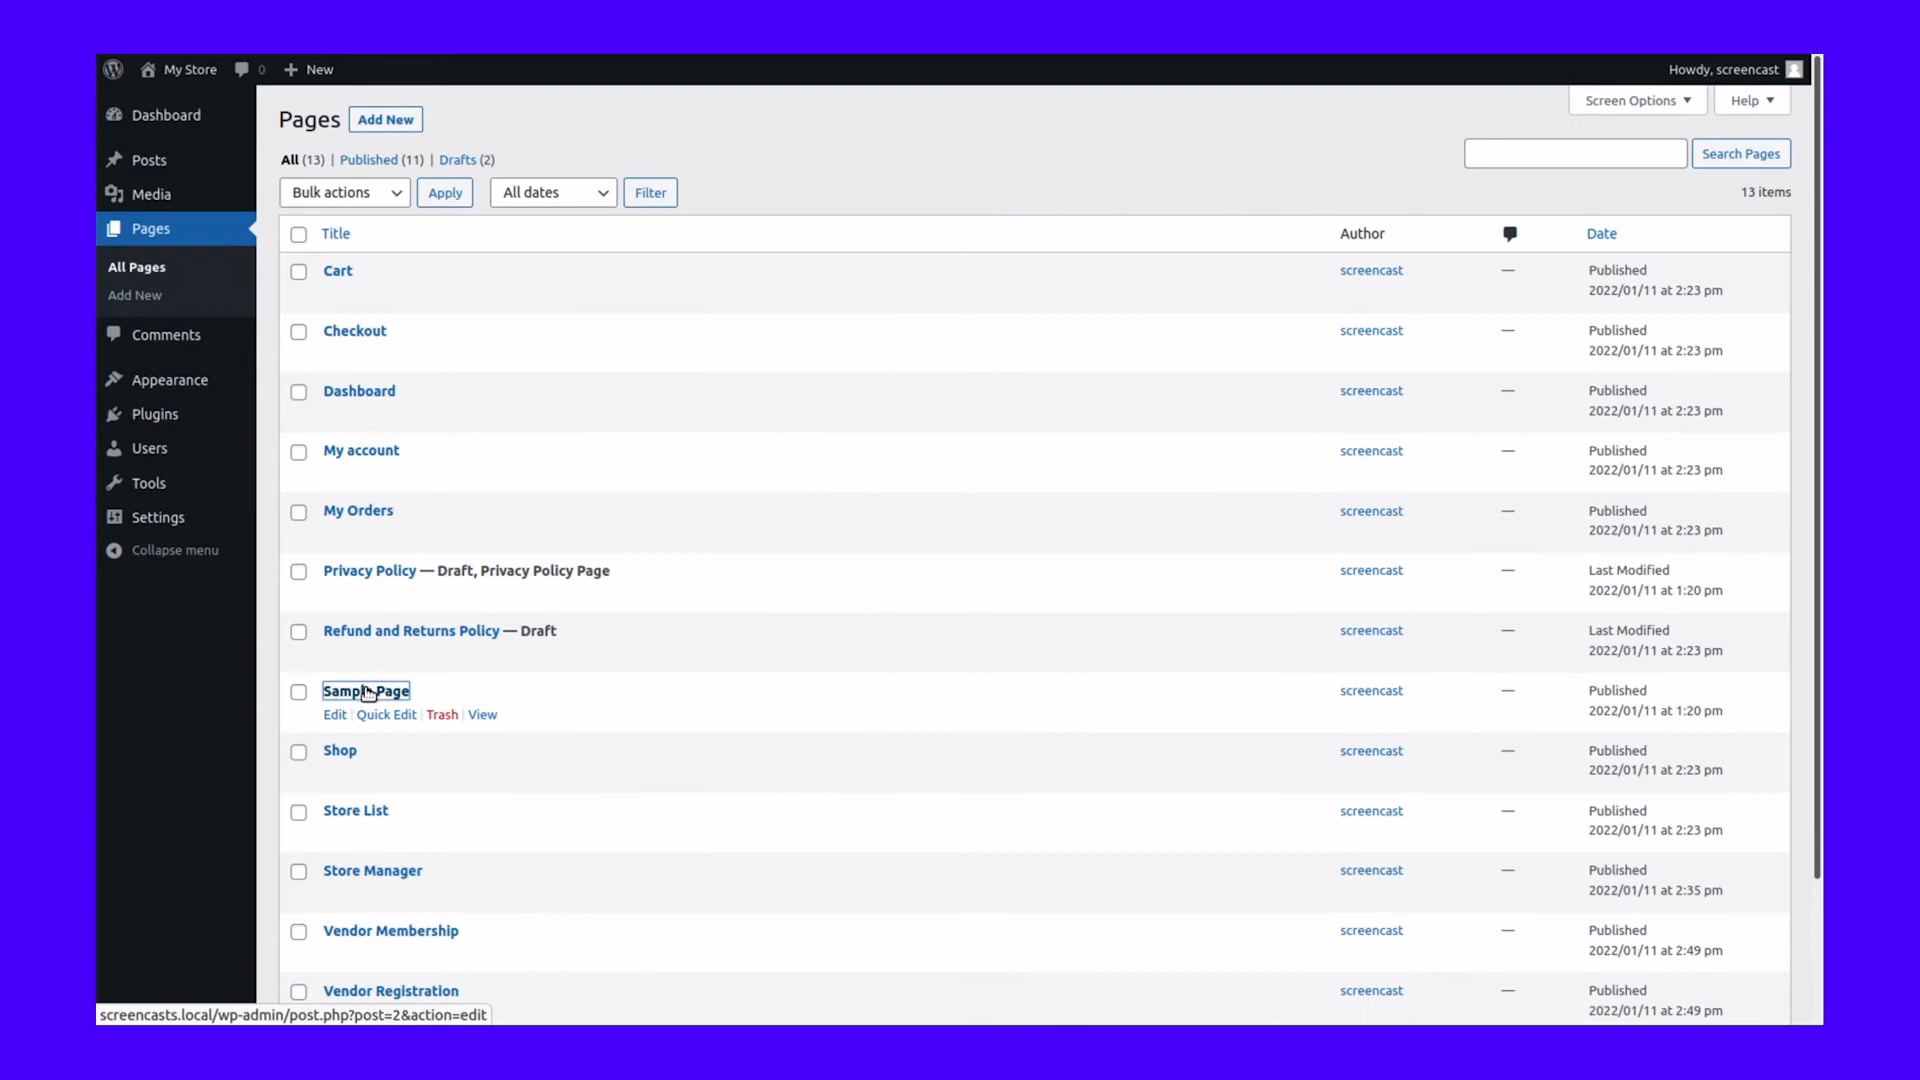 My Store 0 New Howdy, screencast
Screen Options Help
Dashboard
Posts
Media
Pages
All Pages
Add New
Comments
Appearance
Plugins
Users
Tools
Settings
Collapse menu
Pages Add New
All (13) | Published (11) | Drafts (2)
Search Pages
Bulk actions Apply All dates Filter 13 items
Title Author Date
Cart screencast — Published
2022/01/11 at 2:23 pm
Checkout screencast — Published
2022/01/11 at 2:23 pm
Dashboard screencast — Published
2022/01/11 at 2:23 pm
My account screencast — Published
2022/01/11 at 2:23 pm
My Orders screencast — Published
2022/01/11 at 2:23 pm
Privacy Policy — Draft, Privacy Policy Page screencast — Last Modified
2022/01/11 at 1:20 pm
Refund and Returns Policy — Draft screencast — Last Modified
2022/01/11 at 2:23 pm
Sample Page screencast — Published
Edit | Quick Edit | Trash | View 2022/01/11 at 1:20 pm
Shop screencast — Published
2022/01/11 at 2:23 pm
Store List screencast — Published
2022/01/11 at 2:23 pm
Store Manager screencast — Published
2022/01/11 at 2:35 pm
Vendor Membership screencast — Published
2022/01/11 at 2:49 pm
Vendor Registration screencast — Published
2022/01/11 at 2:49 pm
screencasts.local/wp-admin/post.php?post=2&action=edit